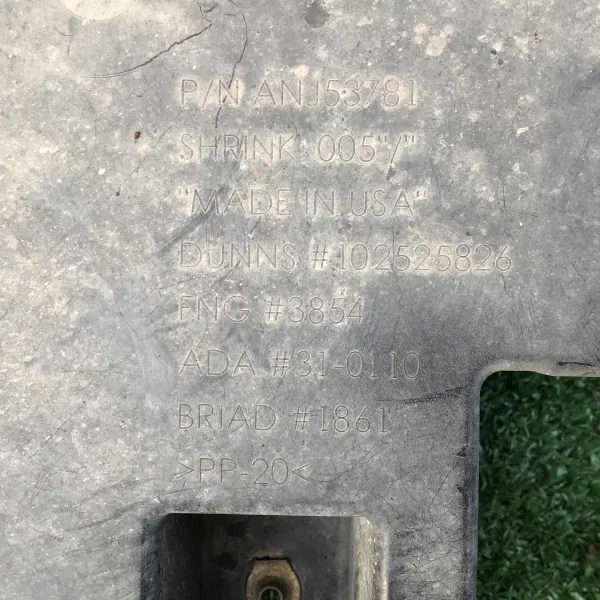 P/N ANJ53781
SHRINK .005"/"
"MADE IN USA"
DUNNS #102525826
FNG #3854
ADA #31-0110
BRIAD #1861
>PP-20<